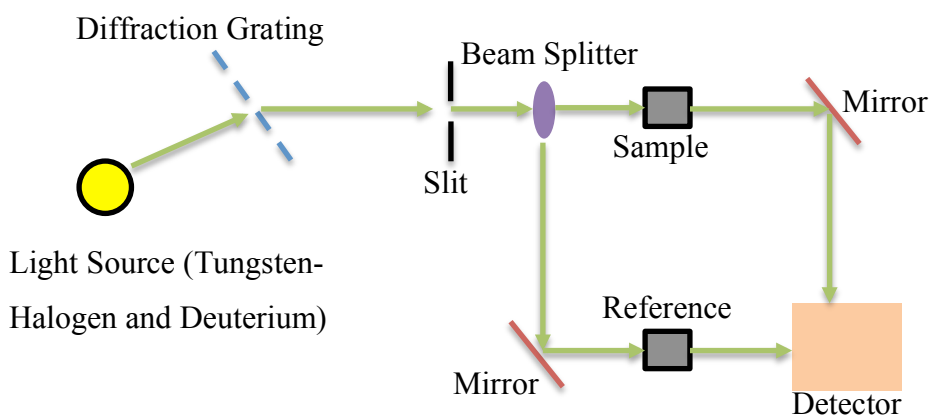 Diffraction Grating
Beam Splitter
Mirror
Sample
Slit
Light Source (Tungsten-
Halogen and Deuterium)
Reference
Mirror
Detector